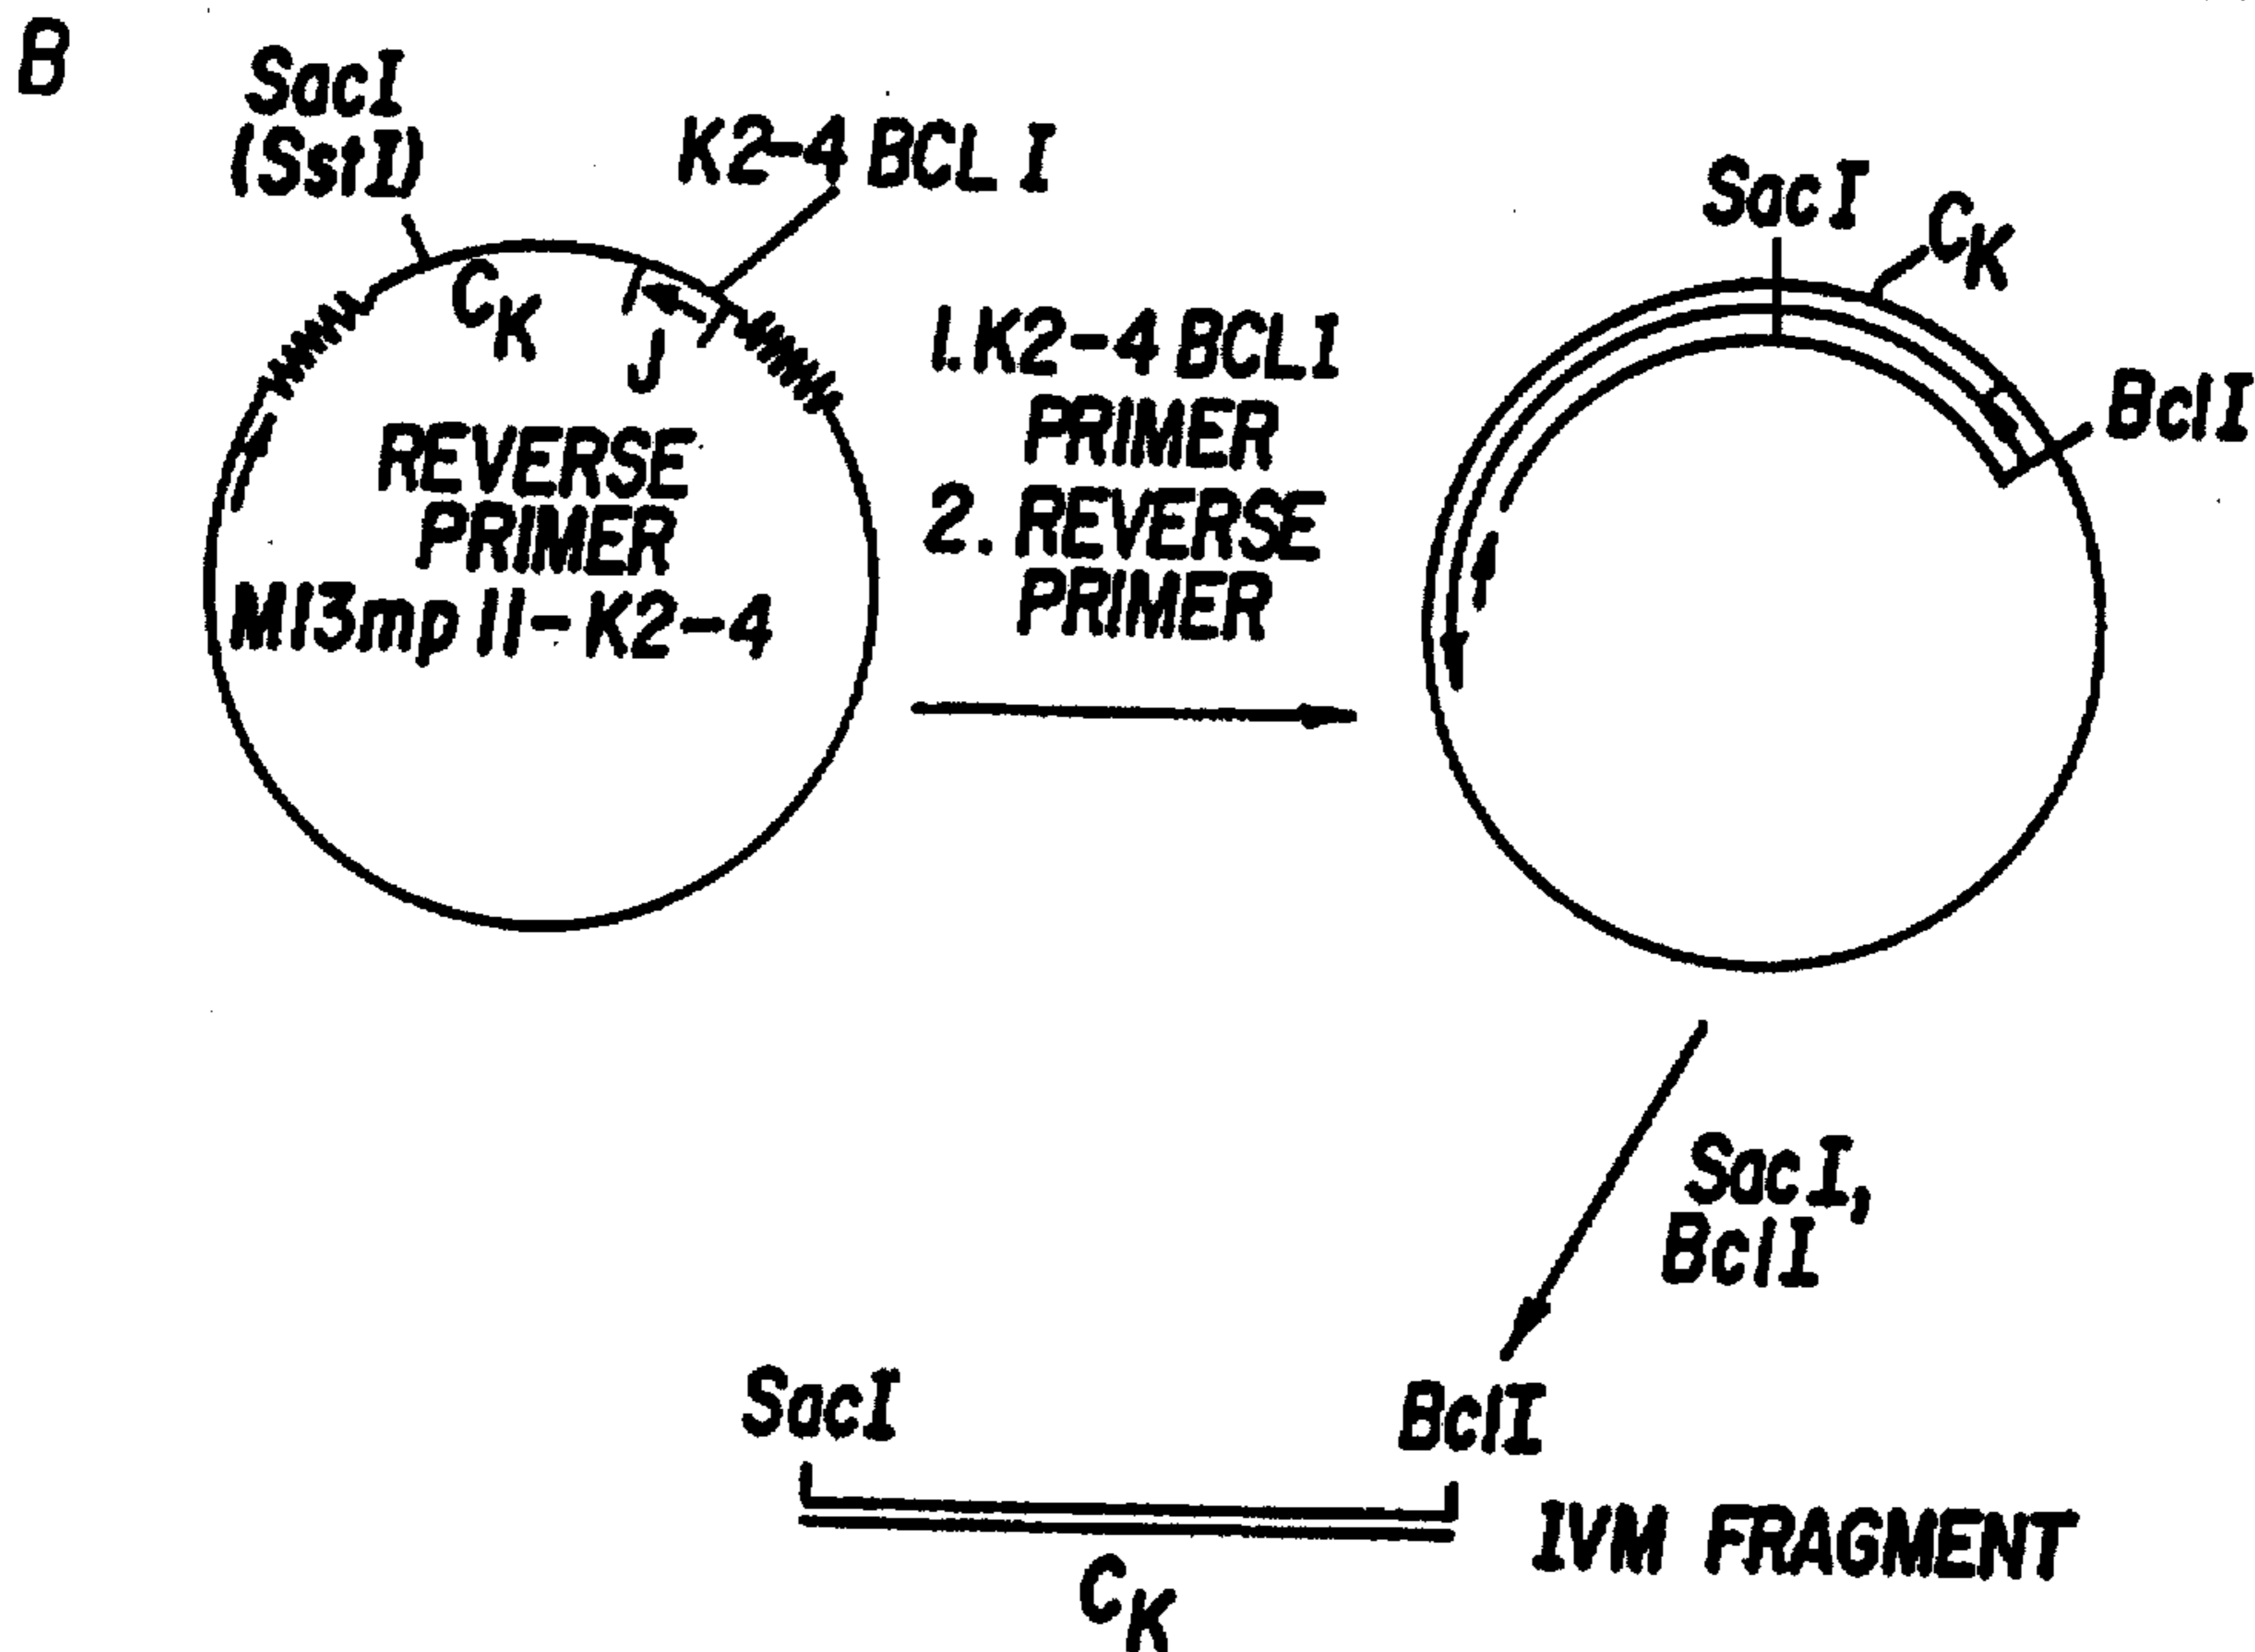 B
SacI
(SstI)
K2-4 BCL I
CK
J
REVERSE
PRIMER
M13mp11-K2-4
1. K2-4 BCLI
PRIMER
2. REVERSE
PRIMER
SacI
CK
BclI
SacI,
BclI
SacI
BclI
IVM FRAGMENT
CK